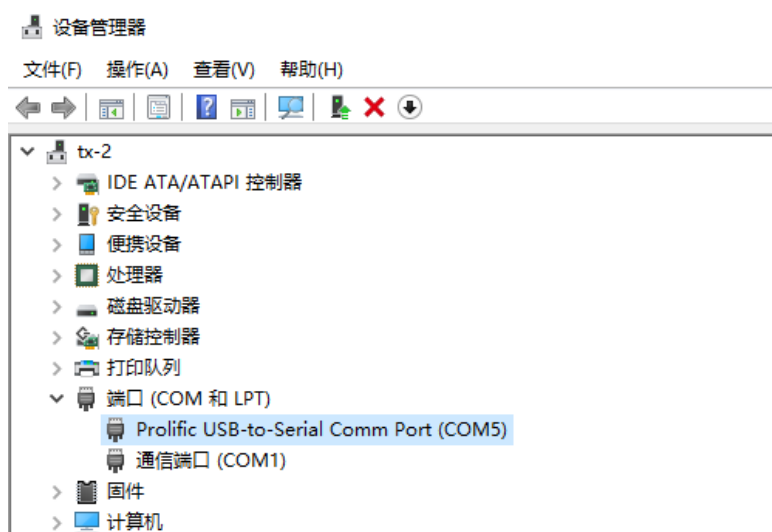 设备管理器
文件(F) 操作(A) 查看(V) 帮助(H)
tx-2
IDE ATA/ATAPI 控制器
安全设备
便携设备
处理器
磁盘驱动器
存储控制器
打印队列
端口 (COM 和 LPT)
Prolific USB-to-Serial Comm Port (COM5)
通信端口 (COM1)
固件
计算机